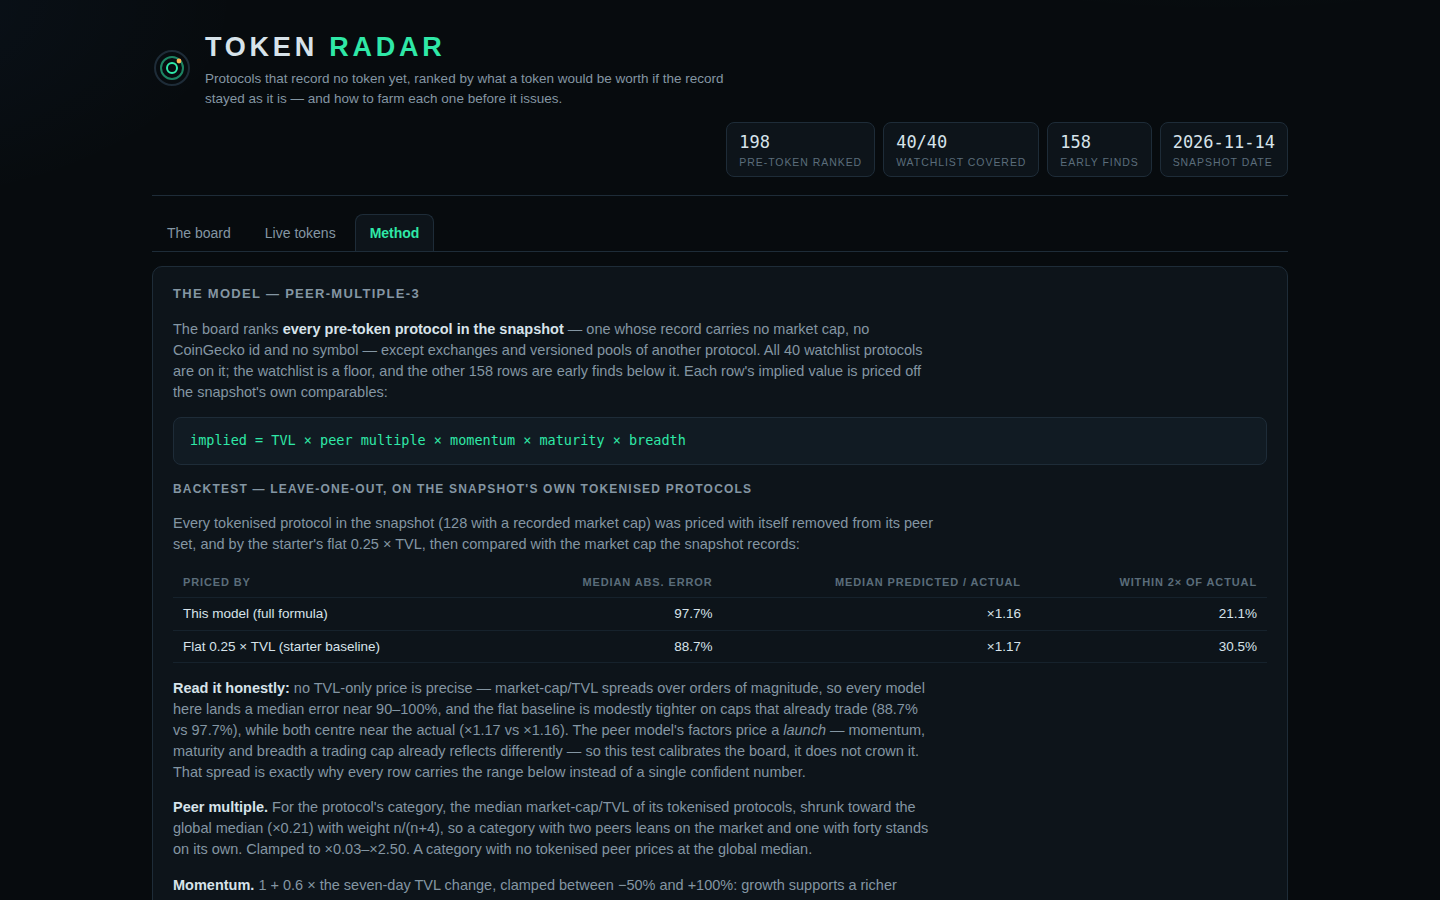 TOKEN RADAR
Protocols that record no token yet, ranked by what a token would be worth if the record
stayed as it is — and how to farm each one before it issues.
198
PRE-TOKEN RANKED
40/40
WATCHLIST COVERED
158
EARLY FINDS
2026-11-14
SNAPSHOT DATE
The board
Live tokens
Method
THE MODEL — PEER-MULTIPLE-3
The board ranks every pre-token protocol in the snapshot — one whose record carries no market cap, no
CoinGecko id and no symbol — except exchanges and versioned pools of another protocol. All 40 watchlist protocols
are on it; the watchlist is a floor, and the other 158 rows are early finds below it. Each row's implied value is priced off
the snapshot's own comparables:
implied = TVL × peer multiple × momentum × maturity × breadth
BACKTEST — LEAVE-ONE-OUT, ON THE SNAPSHOT'S OWN TOKENISED PROTOCOLS
Every tokenised protocol in the snapshot (128 with a recorded market cap) was priced with itself removed from its peer
set, and by the starter's flat 0.25 × TVL, then compared with the market cap the snapshot records:
PRICED BY MEDIAN ABS. ERROR MEDIAN PREDICTED / ACTUAL WITHIN 2× OF ACTUAL
This model (full formula) 97.7% ×1.16 21.1%
Flat 0.25 × TVL (starter baseline) 88.7% ×1.17 30.5%
Read it honestly: no TVL-only price is precise — market-cap/TVL spreads over orders of magnitude, so every model
here lands a median error near 90–100%, and the flat baseline is modestly tighter on caps that already trade (88.7%
vs 97.7%), while both centre near the actual (×1.17 vs ×1.16). The peer model's factors price a launch — momentum,
maturity and breadth a trading cap already reflects differently — so this test calibrates the board, it does not crown it.
That spread is exactly why every row carries the range below instead of a single confident number.
Peer multiple. For the protocol's category, the median market-cap/TVL of its tokenised protocols, shrunk toward the
global median (×0.21) with weight n/(n+4), so a category with two peers leans on the market and one with forty stands
on its own. Clamped to ×0.03–×2.50. A category with no tokenised peer prices at the global median.
Momentum. 1 + 0.6 × the seven-day TVL change, clamped between −50% and +100%: growth supports a richer